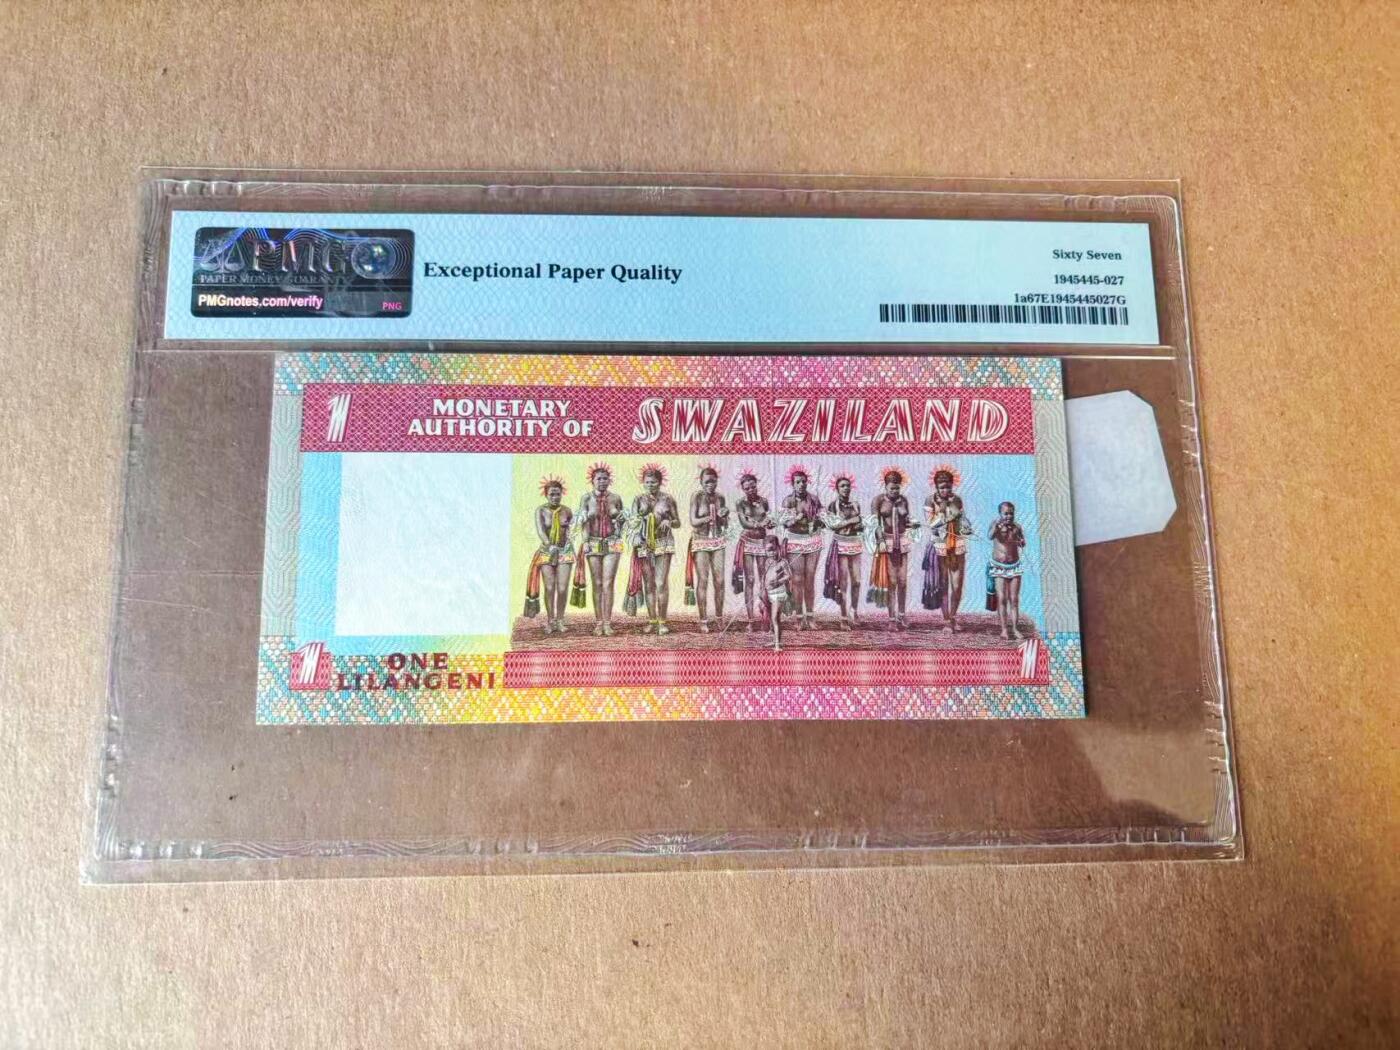 PMG
PAPER MONEY GUARANTY
PMGnotes.com/verify
PNG
Exceptional Paper Quality
Sixty Seven
1945445-027
1a67E1945445027G
1
MONETARY
AUTHORITY OF
SWAZILAND
1
ONE
LILANGENI
1